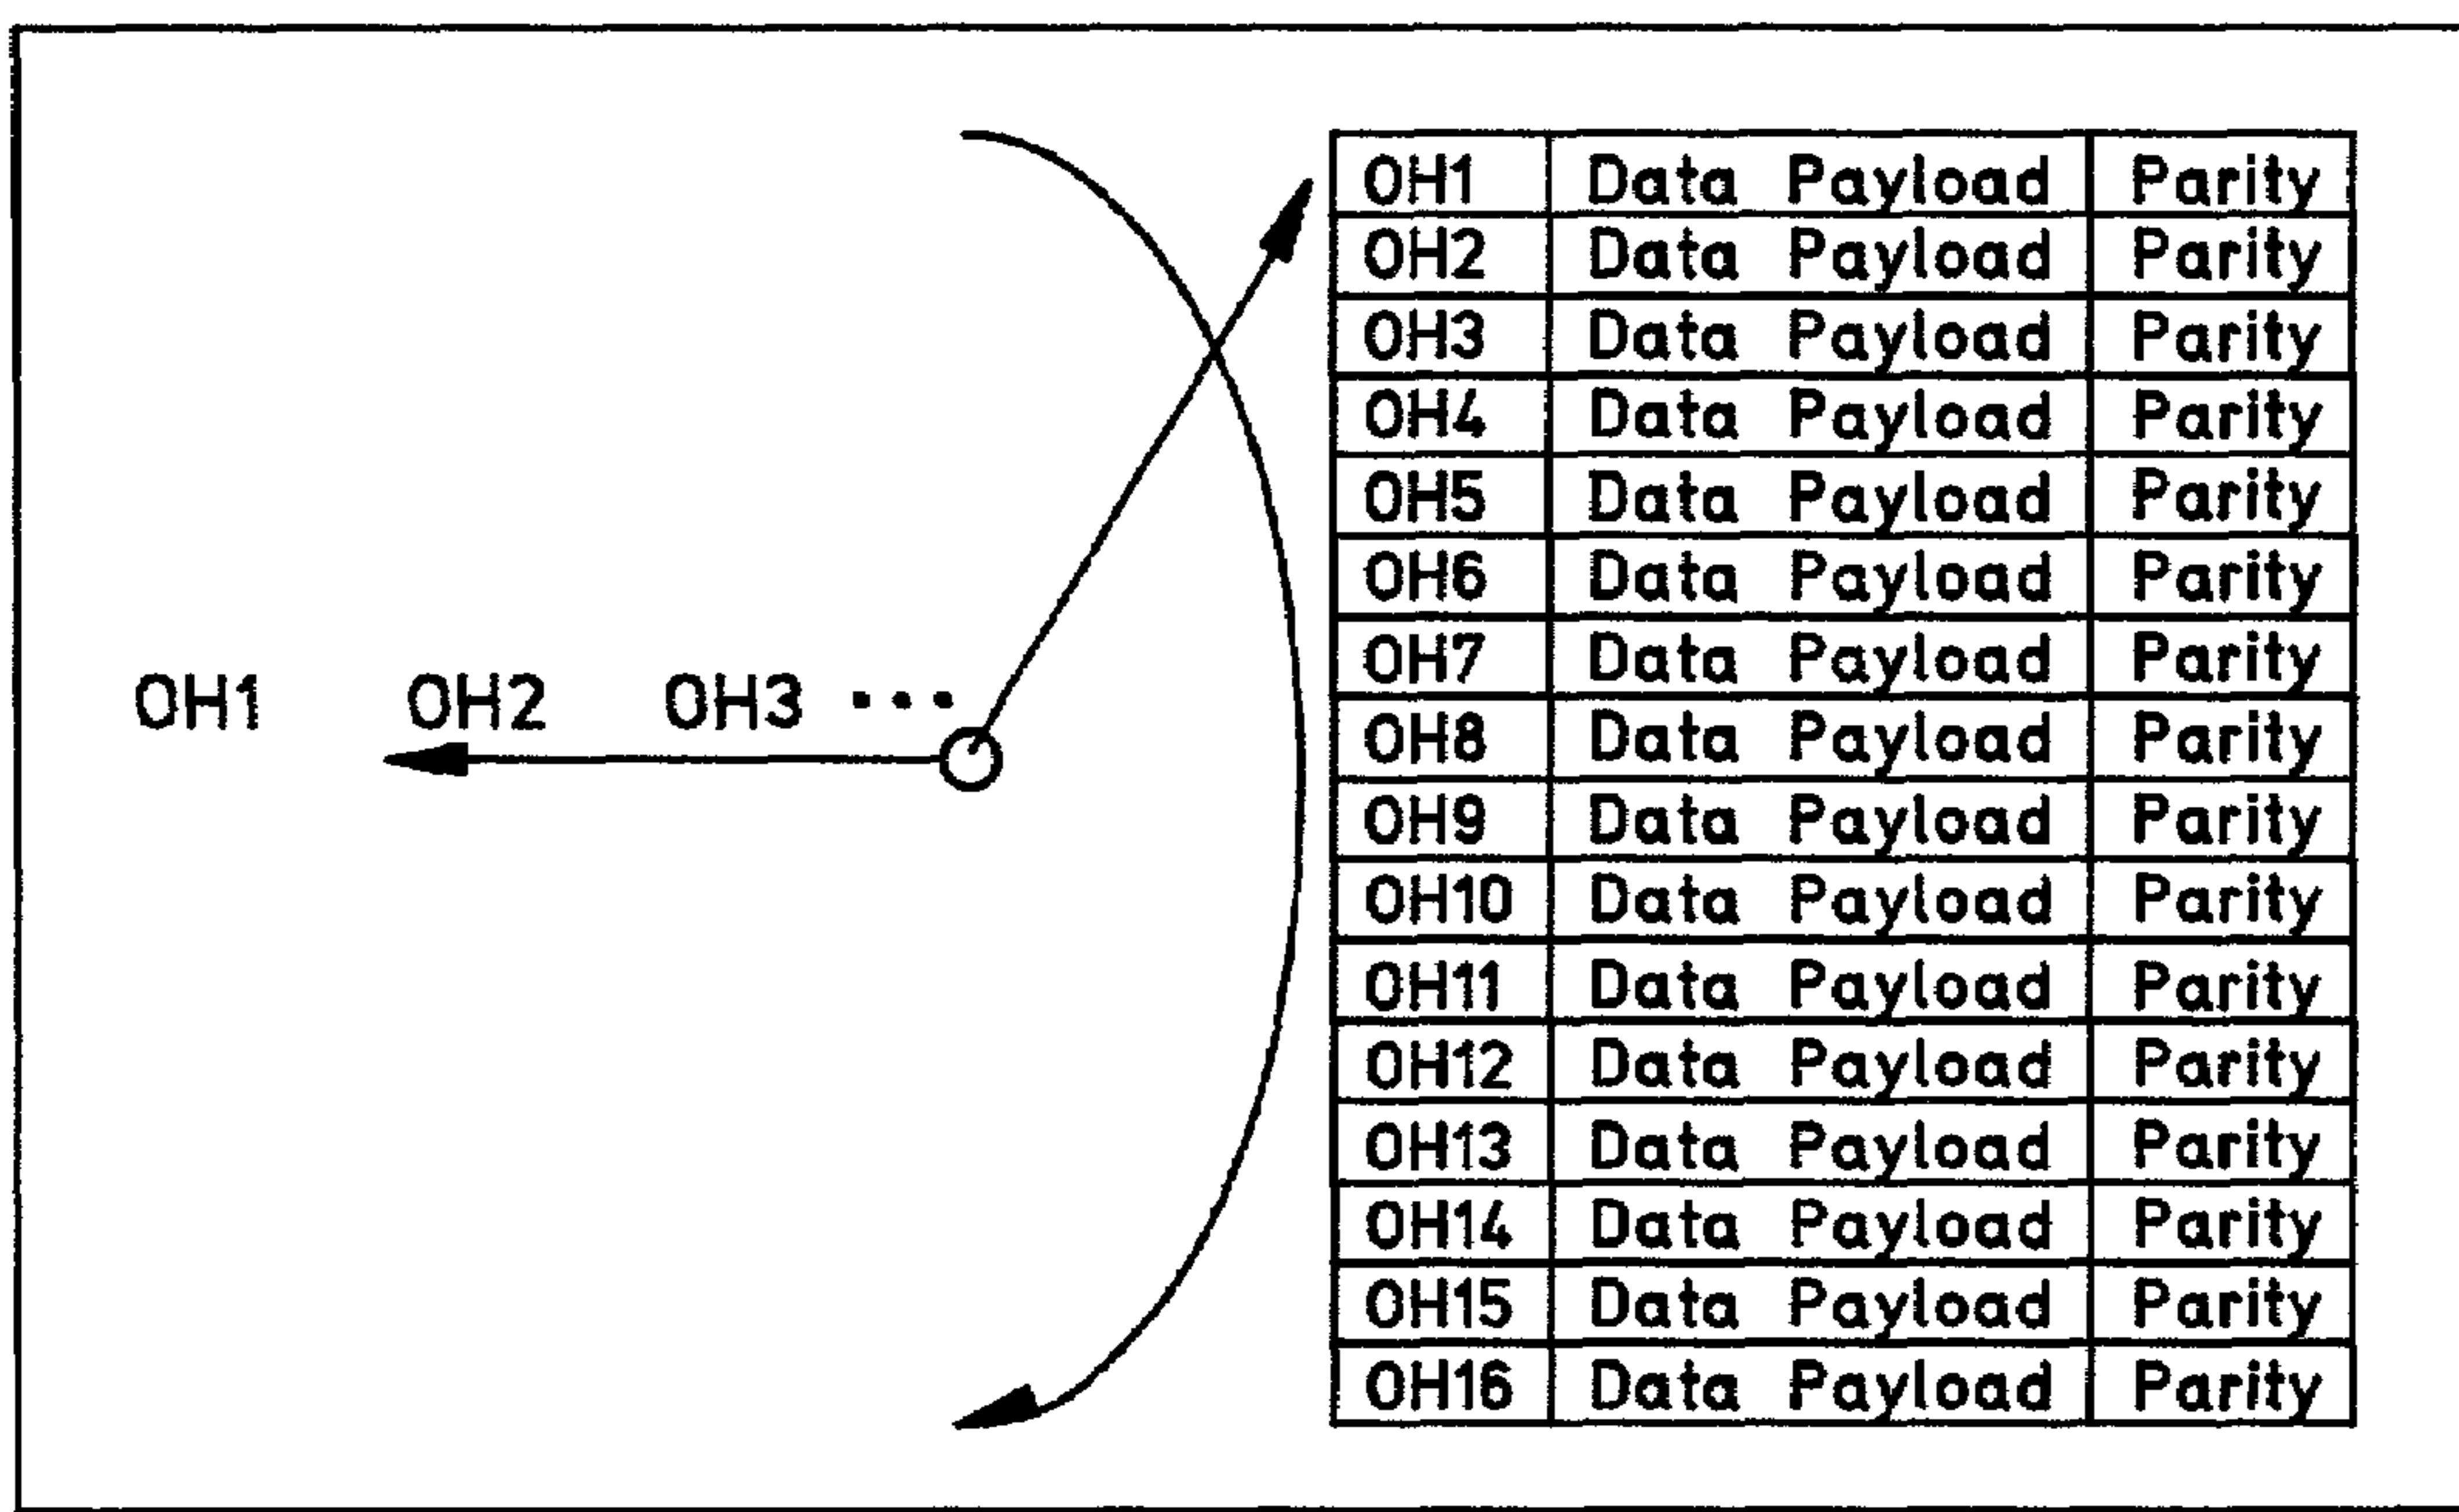 OH1 OH2 OH3 •••
OH1 Data Payload Parity
OH2 Data Payload Parity
OH3 Data Payload Parity
OH4 Data Payload Parity
OH5 Data Payload Parity
OH6 Data Payload Parity
OH7 Data Payload Parity
OH8 Data Payload Parity
OH9 Data Payload Parity
OH10 Data Payload Parity
OH11 Data Payload Parity
OH12 Data Payload Parity
OH13 Data Payload Parity
OH14 Data Payload Parity
OH15 Data Payload Parity
OH16 Data Payload Parity